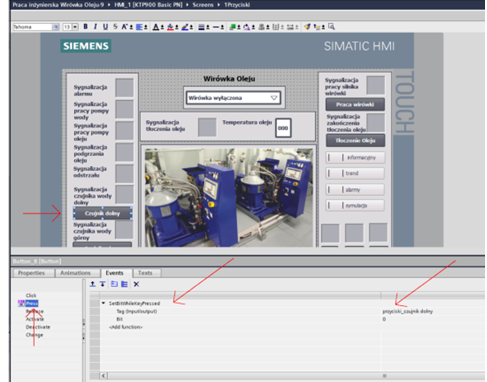 Praca Inżynierska Wirówka Oleju 9 ▸ HMI_1 [KTP900 Basic PN] ▸ Screens ▸ 1Przyciski
Tahoma
B I U S
SIEMENS
SIMATIC HMI
TOUCH
Wirówka Oleju
Wirówka wyłączona
Sygnalizacja
tłoczenia oleju
Temperatura oleju
000
Sygnalizacja
alarmu
Sygnalizacja
pracy pompy
wody
Sygnalizacja
pracy pompy
oleju
Sygnalizacja
podgrzania
oleju
Sygnalizacja
odstrzału
Sygnalizacja
czujnika wody
dolny
Czujnik dolny
Sygnalizacja
czujnika wody
górny
Sygnalizacja
pracy silnika
wirówki
Praca wirówki
Sygnalizacja
zakończenia
tłoczenia oleju
Tłoczenie Oleju
informacyjny
trend
alarmy
symulacja
Button_8 [Button]
Properties
Animations
Events
Texts
Click
Press
Release
Activate
Deactivate
Change
SetBitWhileKeyPressed
Tag (Input/output)
przyciski_czujnik dolny
Bit
0
<Add function>